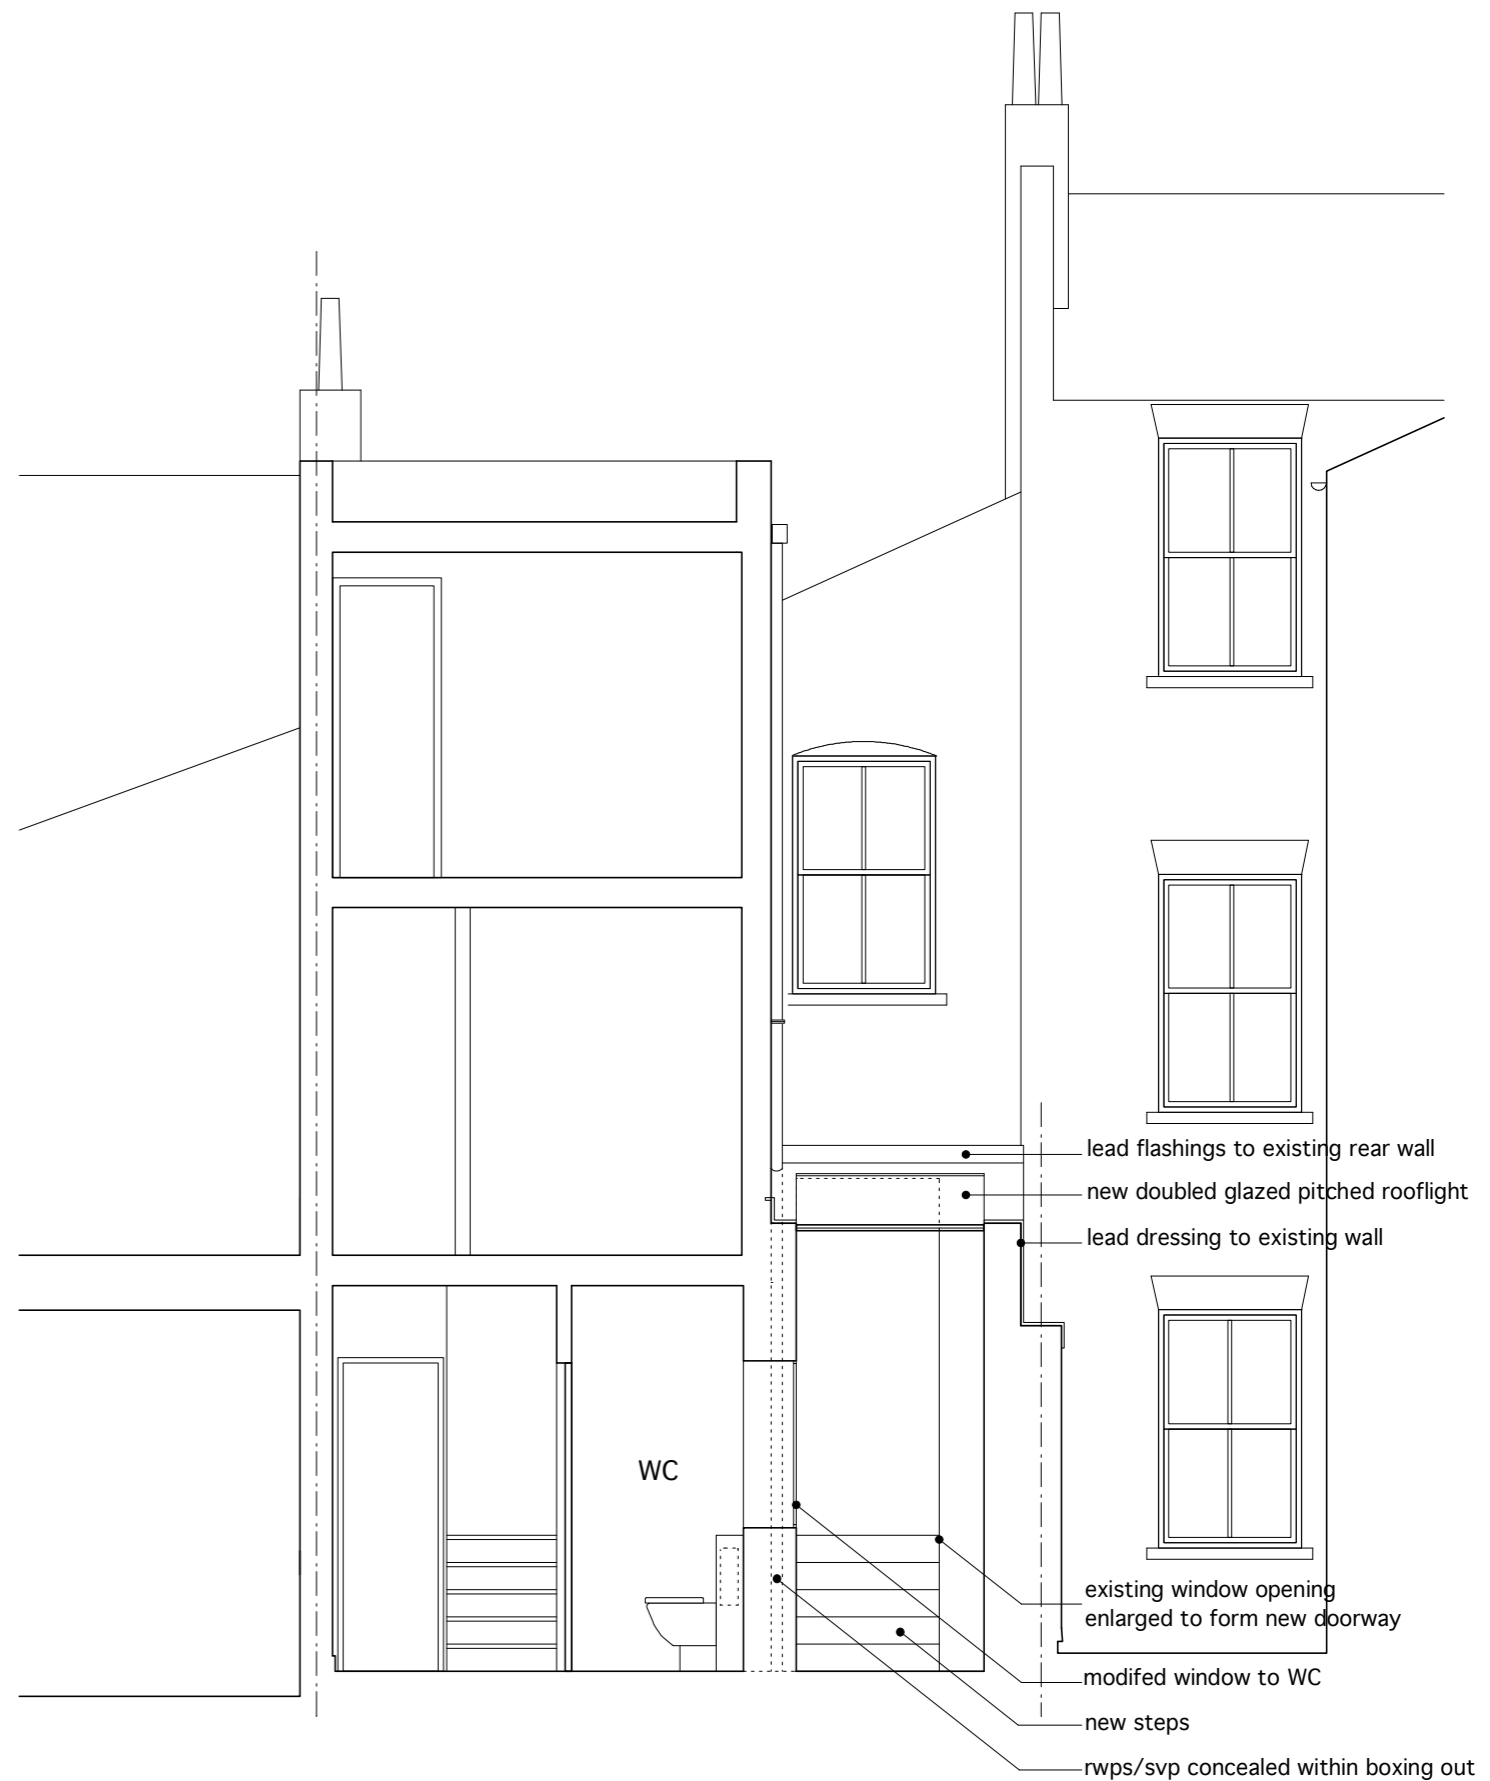 lead flashings to existing rear wall
new doubled glazed pitched rooflight
lead dressing to existing wall
WC
existing window opening
enlarged to form new doorway
modifed window to WC
new steps
rwps/svp concealed within boxing out